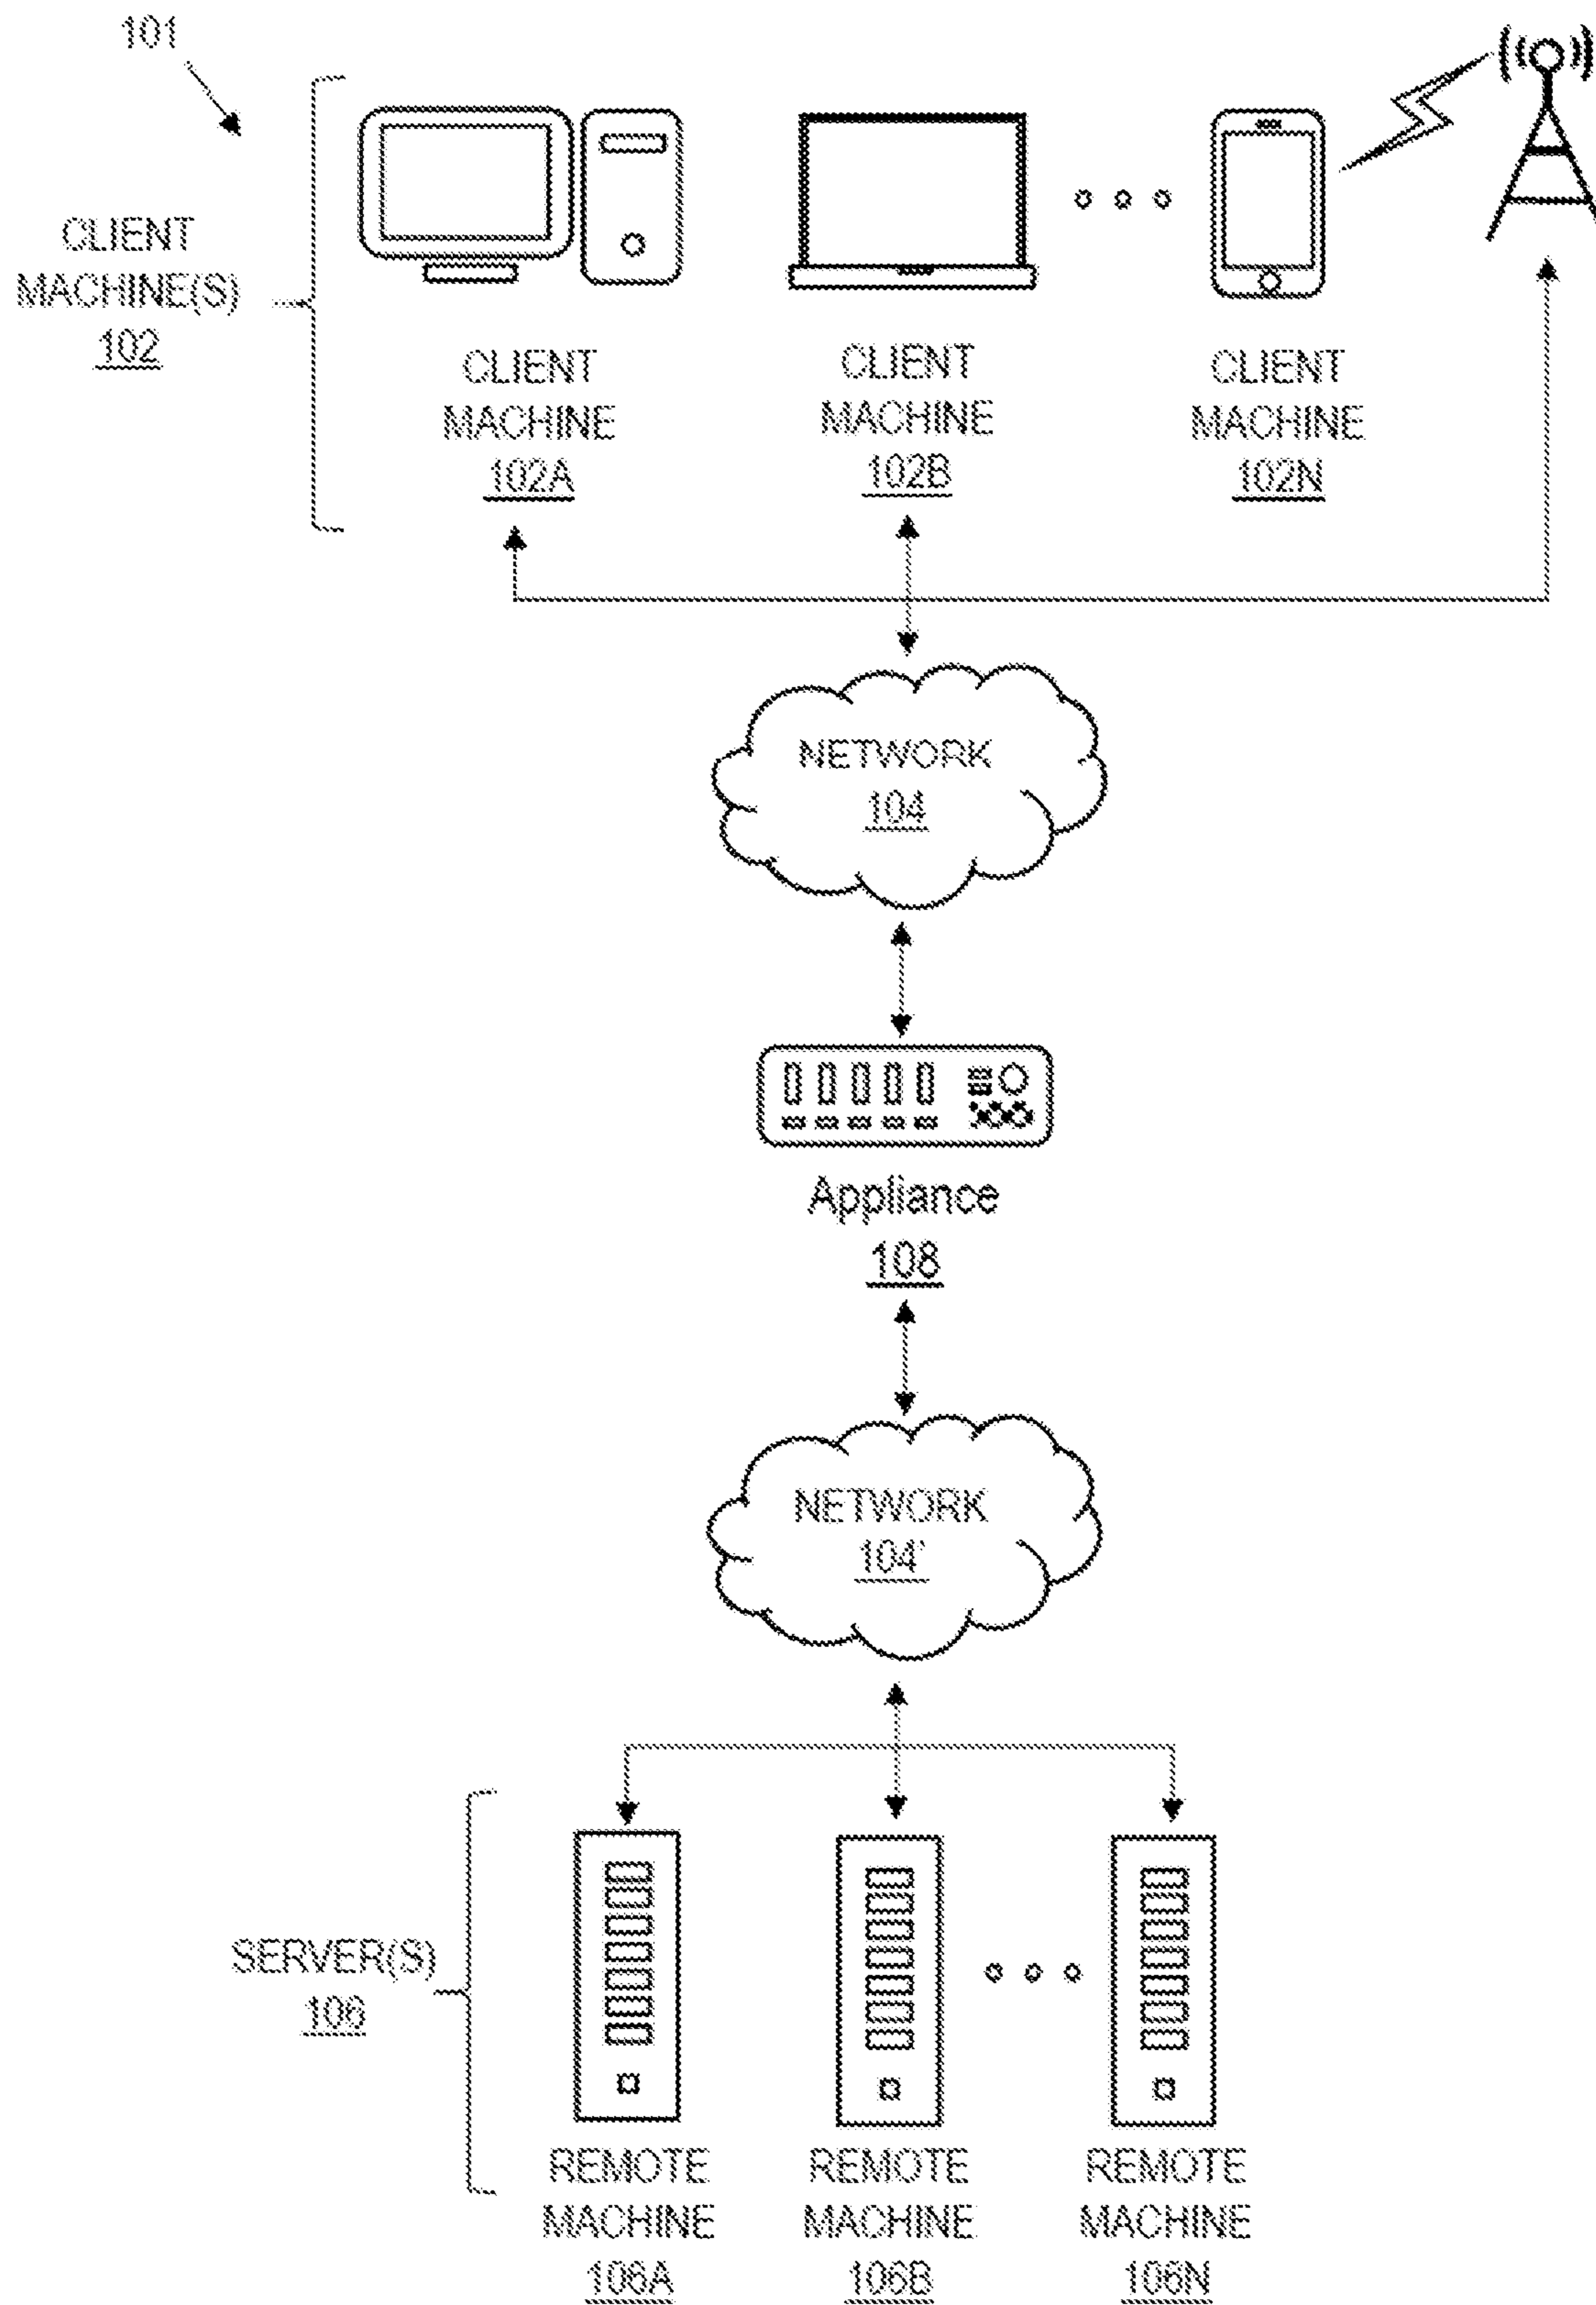 101
CLIENT
MACHINE(S)
102
CLIENT
MACHINE
102A
CLIENT
MACHINE
102B
CLIENT
MACHINE
102N
NETWORK
104
Appliance
108
NETWORK
104'
SERVER(S)
106
REMOTE
MACHINE
106A
REMOTE
MACHINE
106B
REMOTE
MACHINE
106N